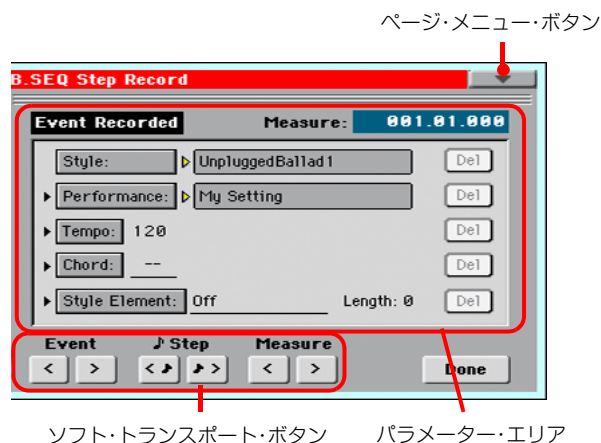 ページ・メニュー・ボタン
B.SEQ Step Record
Event Recorded Measure: 001.01.000
Style: UnpluggedBallad1 Del
Performance: My Setting Del
Tempo: 120 Del
Chord: -- Del
Style Element: Off Length: 0 Del
Event ♪ Step Measure
< > < ♪ ♪ > < > Done
ソフト・トランスポート・ボタン パラメーター・エリア